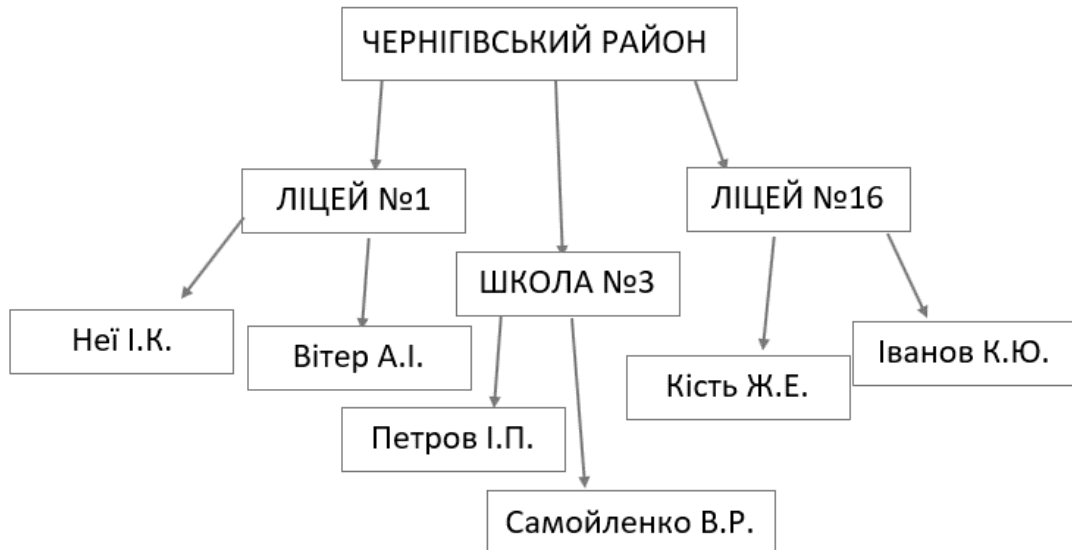 ЧЕРНІГІВСЬКИЙ РАЙОН
ЛІЦЕЙ №1
ЛІЦЕЙ №16
ШКОЛА №3
Неї І.К.
Вітер А.І.
Іванов К.Ю.
Кість Ж.Е.
Петров І.П.
Самойленко В.Р.